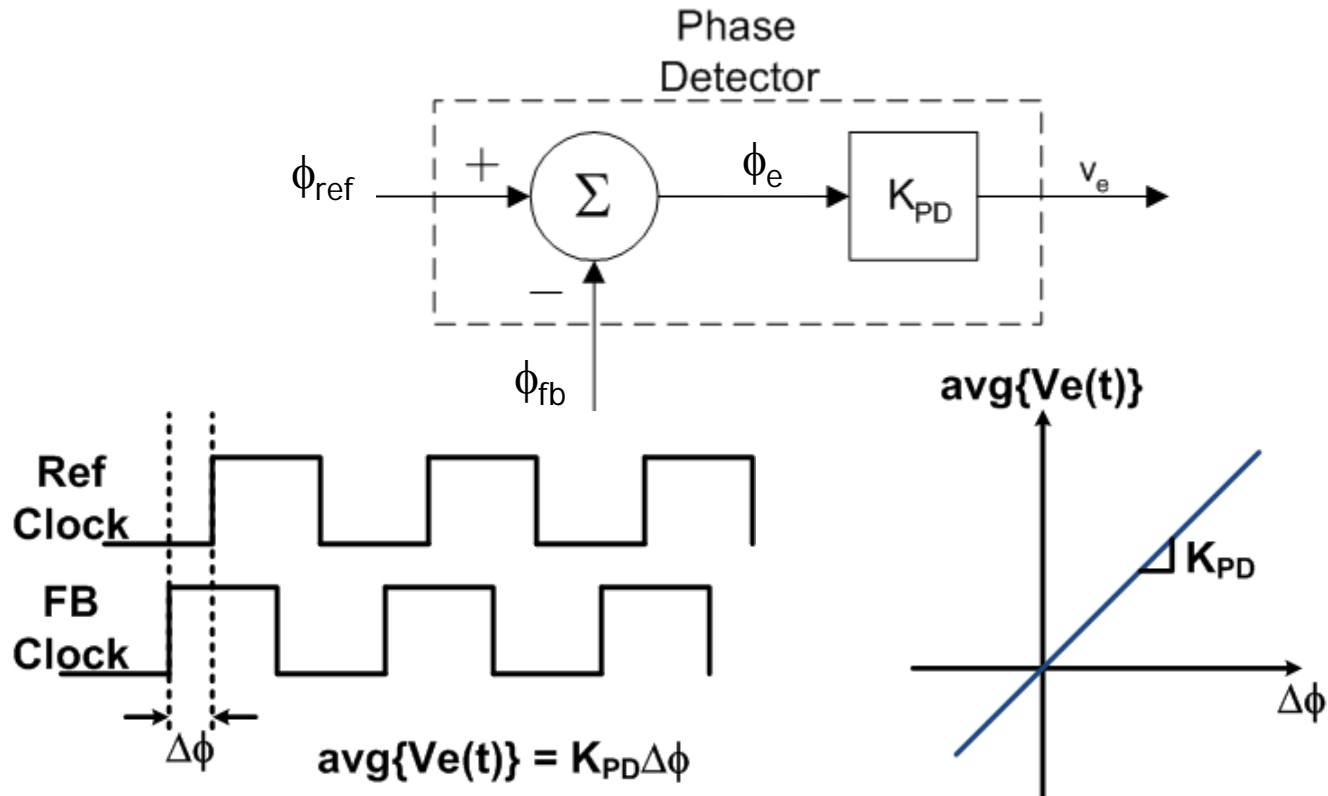 Phase
Detector
ϕref
+
Σ
ϕe
KPD
ve
−
ϕfb
avg{Ve(t)}
Ref
Clock
FB
Clock
KPD
Δϕ
Δϕ
avg{Ve(t)} = KPDΔϕ